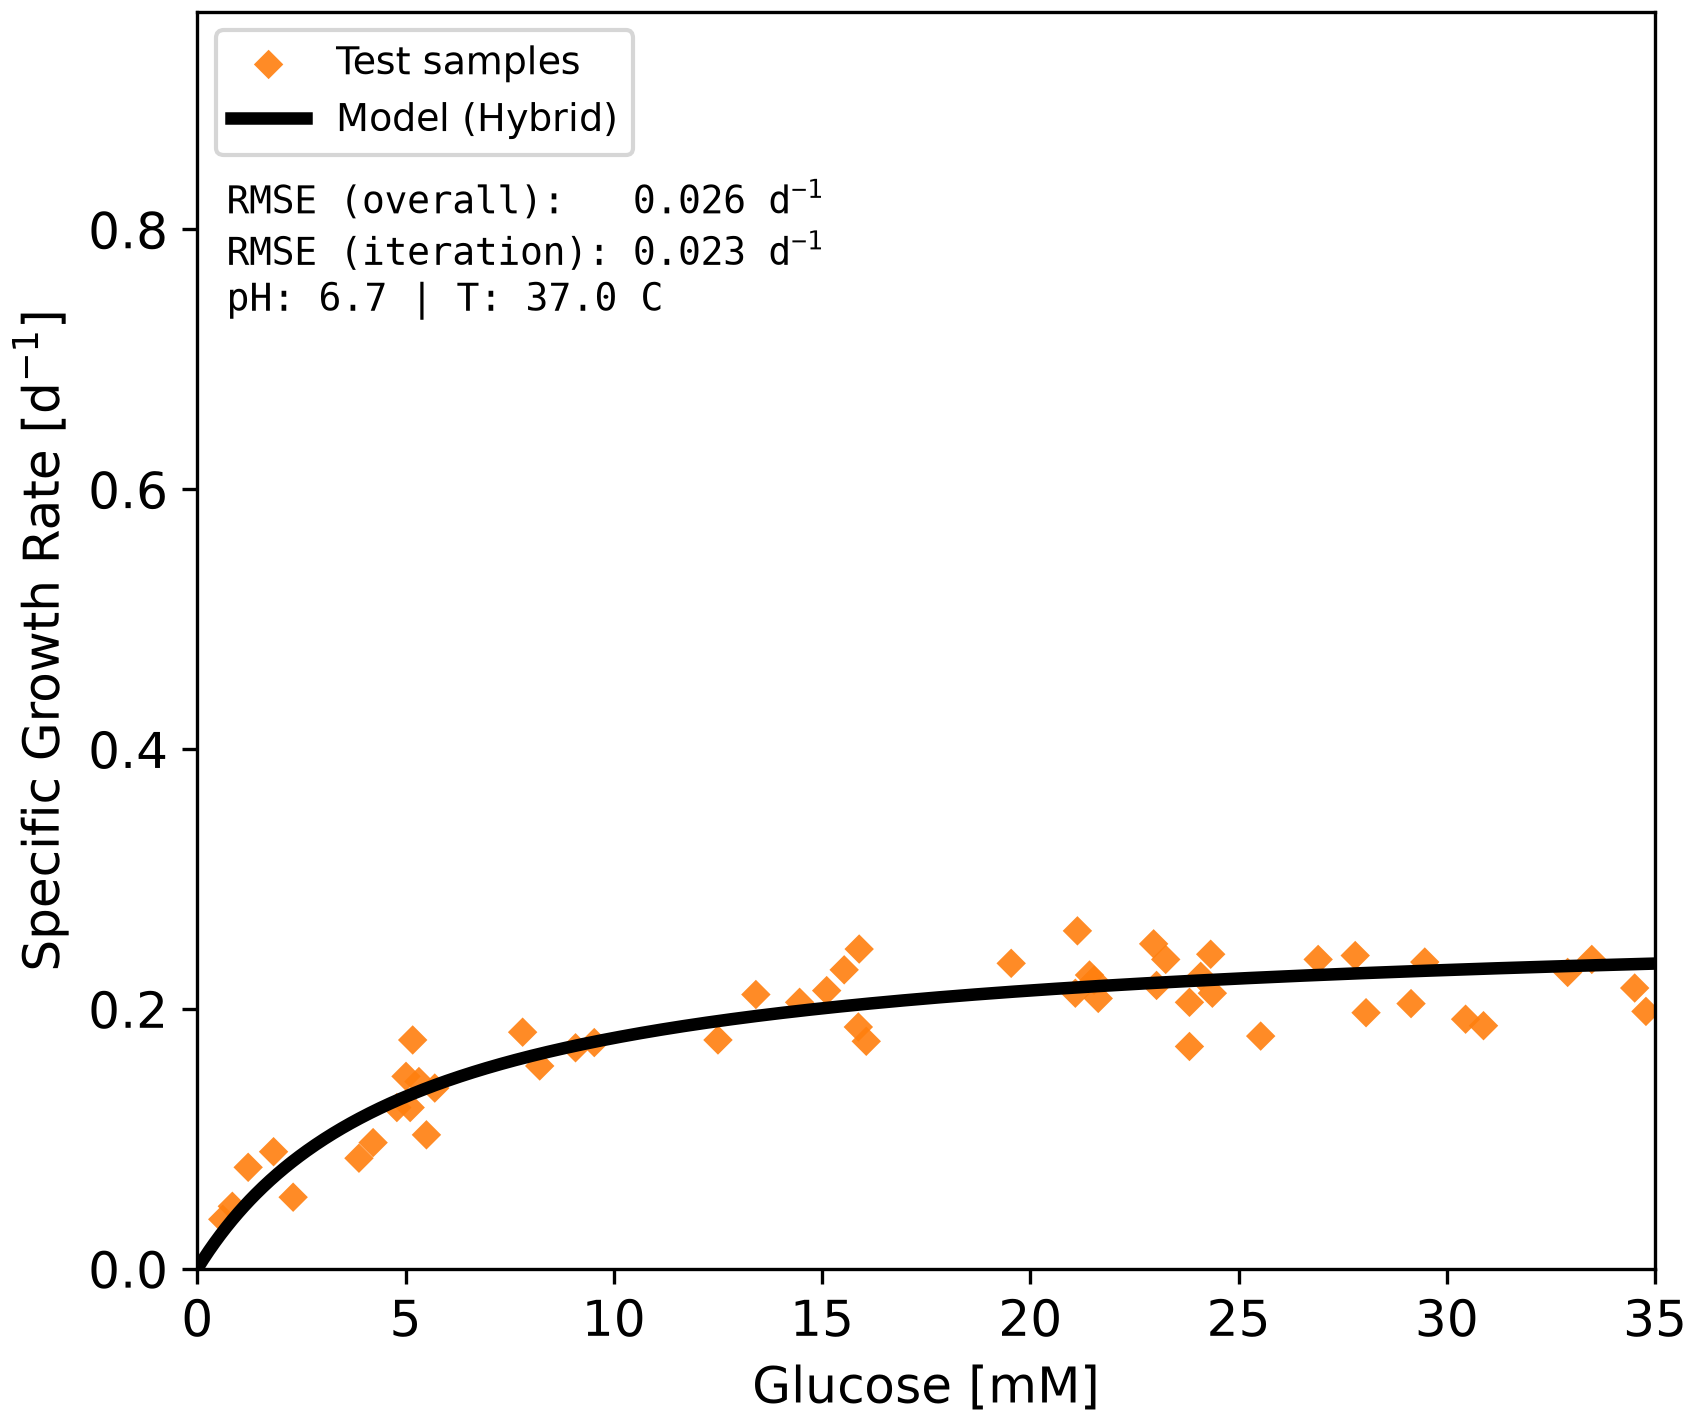 Test samples
Model (Hybrid)
RMSE (overall):   0.026 d⁻¹
RMSE (iteration): 0.023 d⁻¹
pH: 6.7 | T: 37.0 C
Specific Growth Rate [d⁻¹]
0.8
0.6
0.4
0.2
0.0
0 5 10 15 20 25 30 35
Glucose [mM]